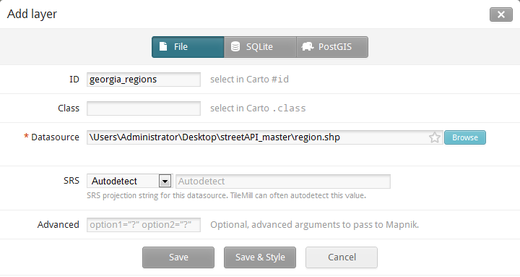 Add layer
File SQLite PostGIS
ID georgia_regions select in Carto #id
Class select in Carto .class
* Datasource \Users\Administrator\Desktop\streetAPI_master\region.shp Browse
SRS Autodetect Autodetect
SRS projection string for this datasource. TileMill can often autodetect this value.
Advanced option1="?" option2="?" Optional, advanced arguments to pass to Mapnik.
Save Save & Style Cancel